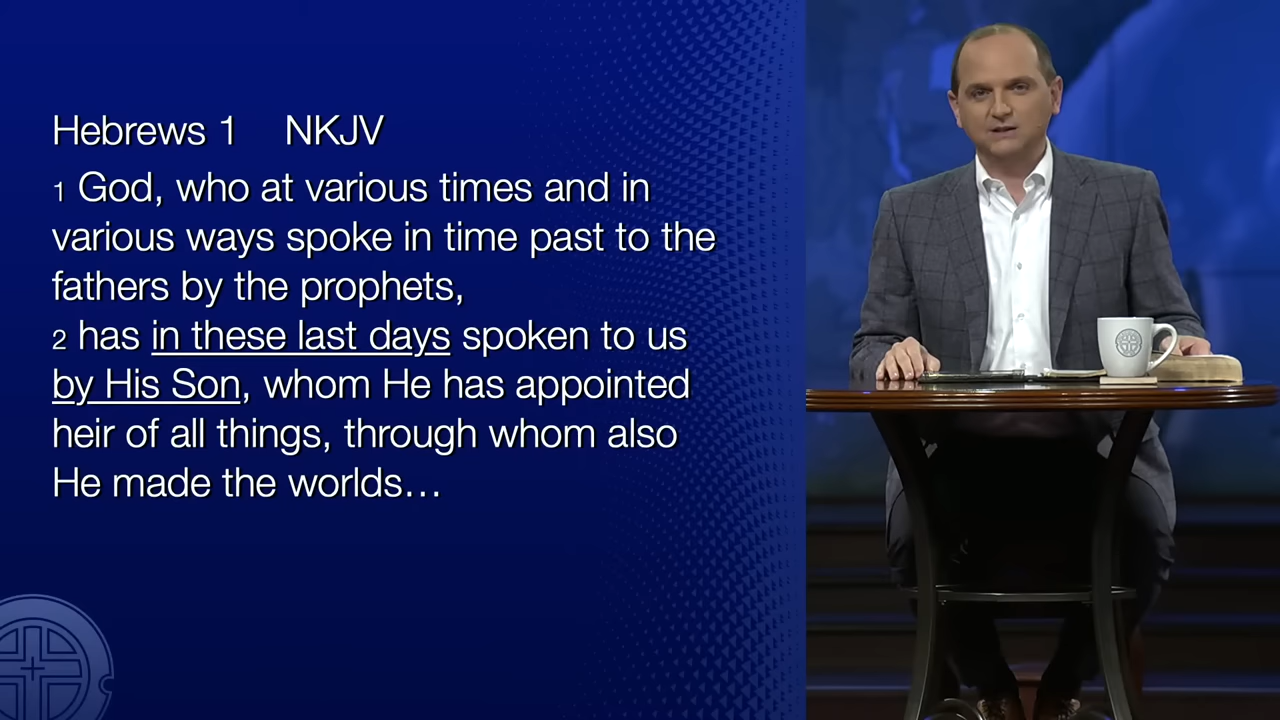 Hebrews 1 NKJV
1 God, who at various times and in
various ways spoke in time past to the
fathers by the prophets,
2 has in these last days spoken to us
by His Son, whom He has appointed
heir of all things, through whom also
He made the worlds…